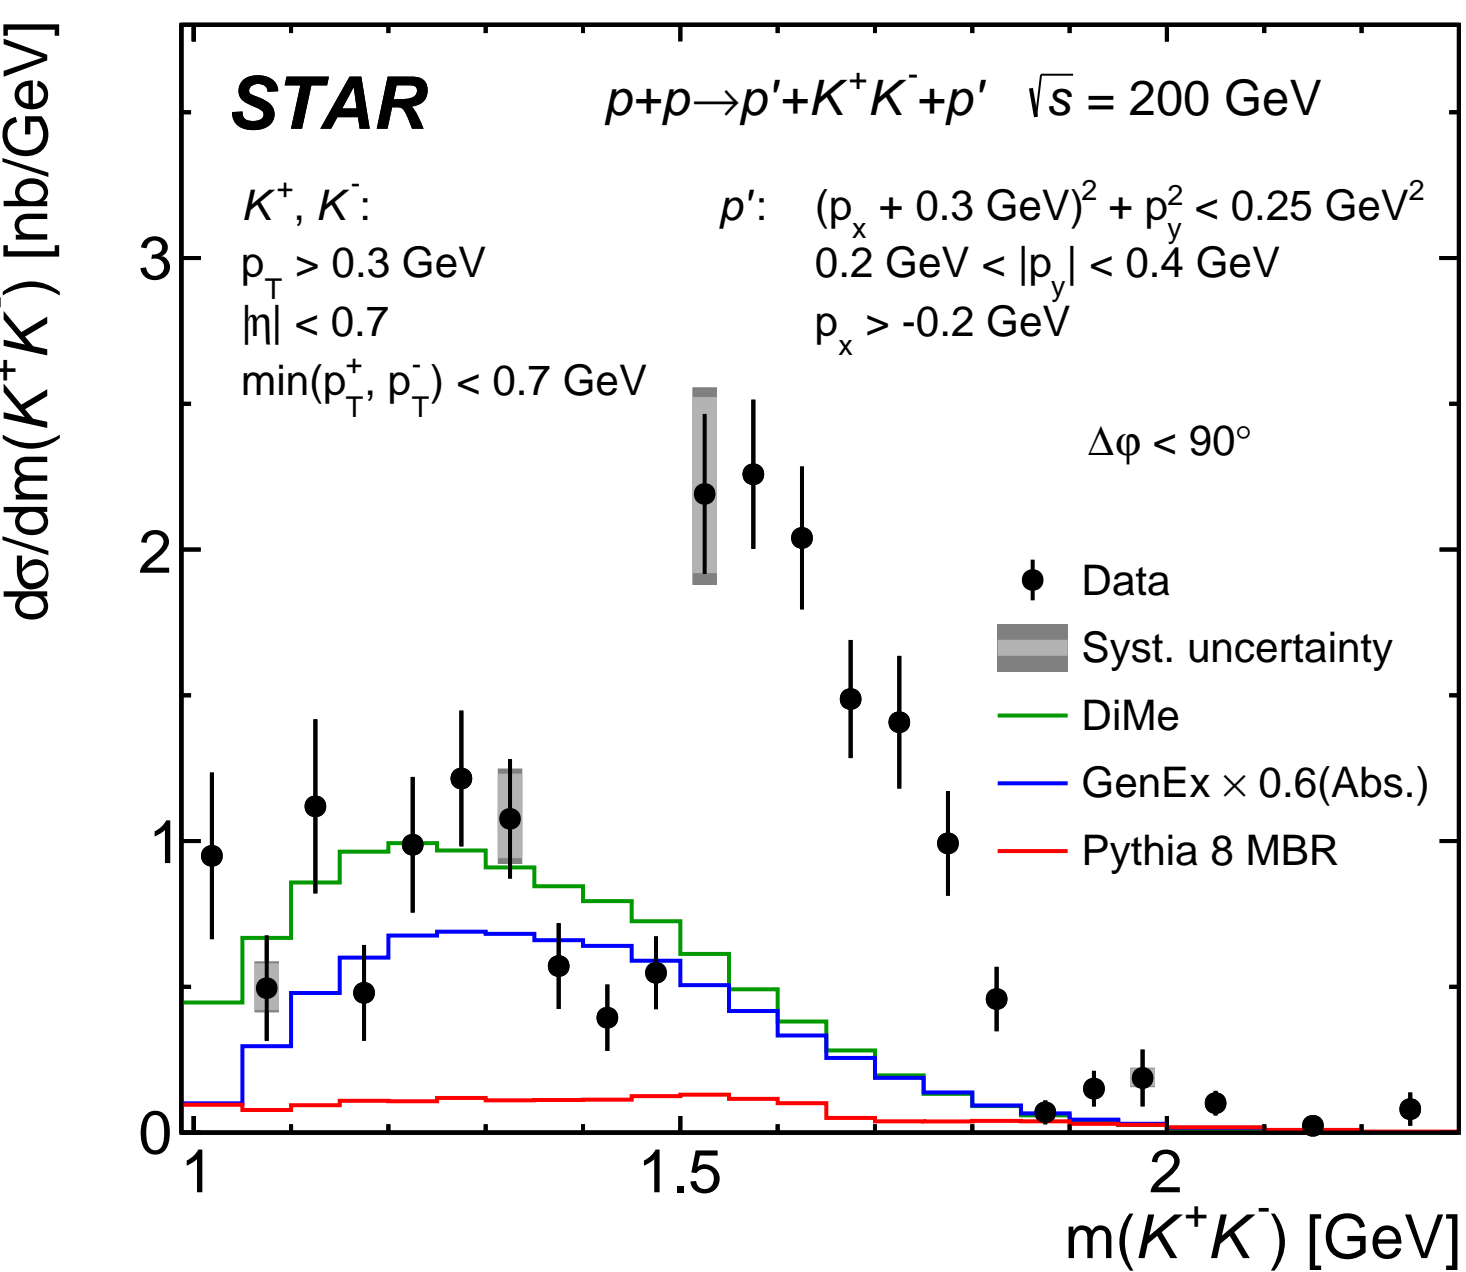 dσ/dm(K⁺K⁻) [nb/GeV]
STAR
p+p→p′+K⁺K⁻+p′ √s = 200 GeV
K⁺, K⁻:
p_T > 0.3 GeV
|η| < 0.7
min(p_T⁺, p_T⁻) < 0.7 GeV
p′: (p_x + 0.3 GeV)² + p_y² < 0.25 GeV²
0.2 GeV < |p_y| < 0.4 GeV
p_x > -0.2 GeV
Δφ < 90°
Data
Syst. uncertainty
DiMe
GenEx × 0.6(Abs.)
Pythia 8 MBR
3
2
1
0
1 1.5 2
m(K⁺K⁻) [GeV]